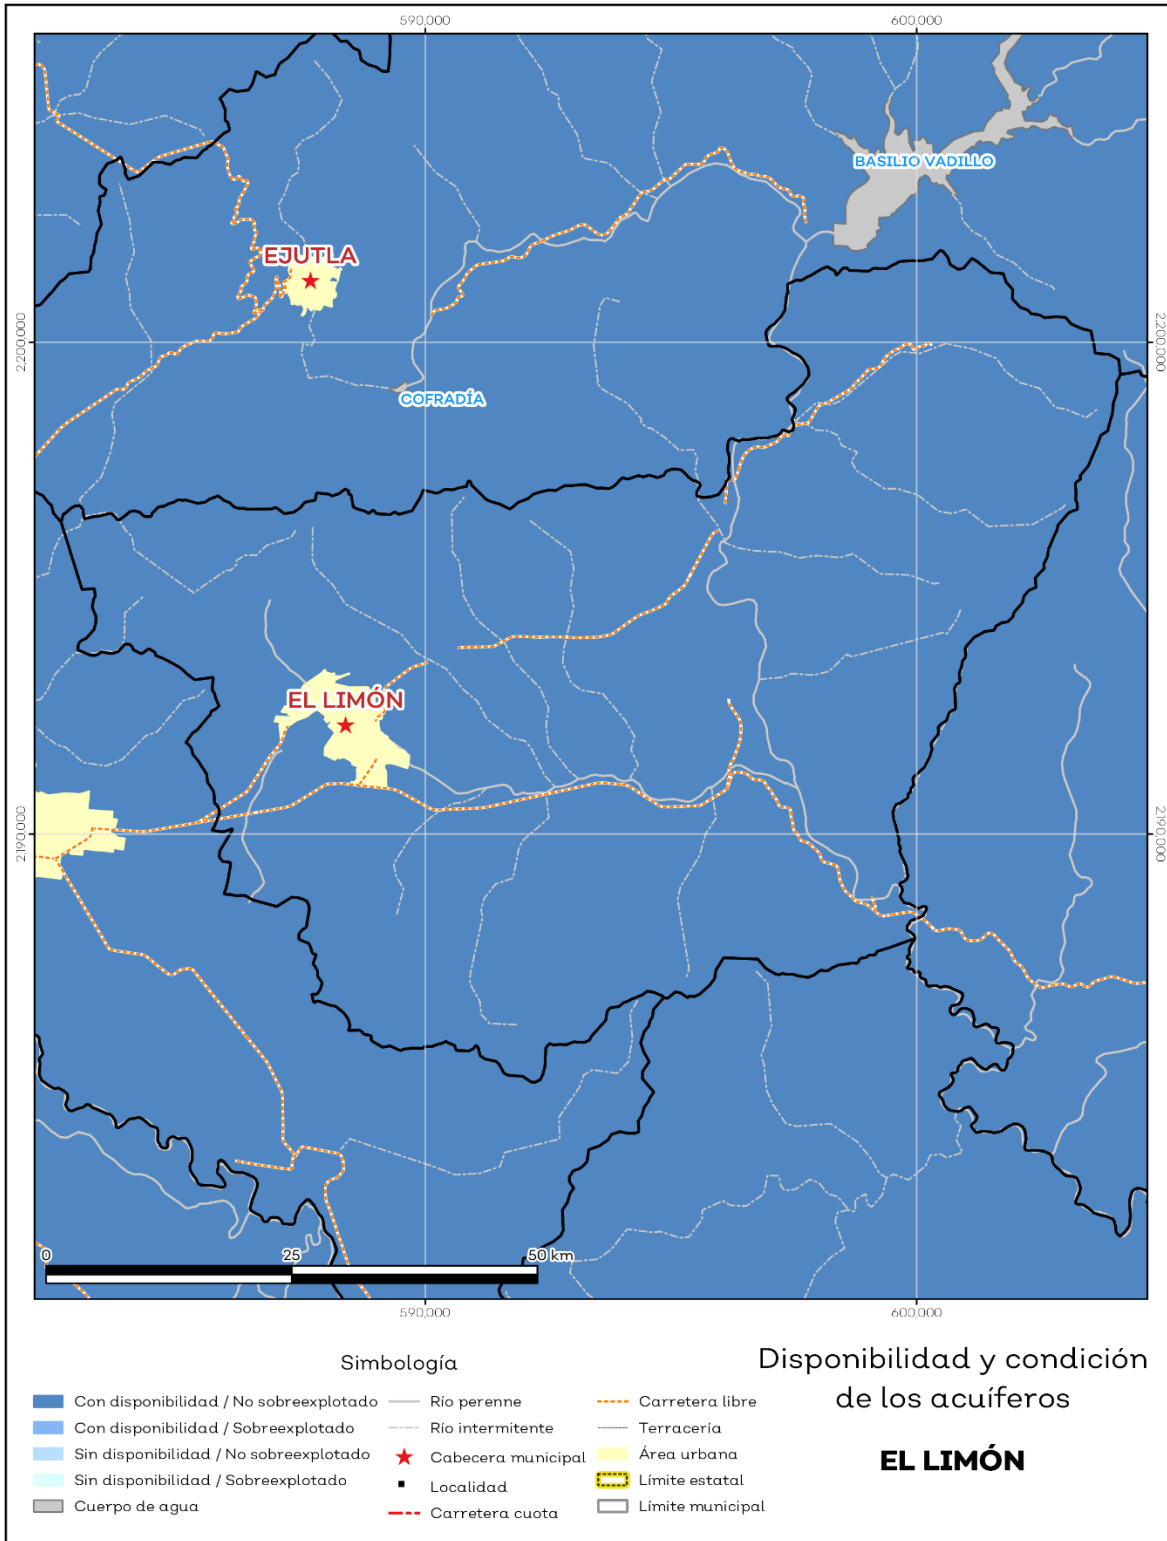 590,000
600,000
BASILIO VADILLO
EJUTLA
2,200,000
2,200,000
COFRADÍA
EL LIMÓN
2,190,000
2,190,000
0
25
50 km
590,000
600,000
Simbología
Con disponibilidad / No sobreexplotado
Con disponibilidad / Sobreexplotado
Sin disponibilidad / No sobreexplotado
Sin disponibilidad / Sobreexplotado
Cuerpo de agua
Río perenne
Río intermitente
Cabecera municipal
Localidad
Carretera cuota
Carretera libre
Terracería
Área urbana
Límite estatal
Límite municipal
Disponibilidad y condición
de los acuíferos
EL LIMÓN